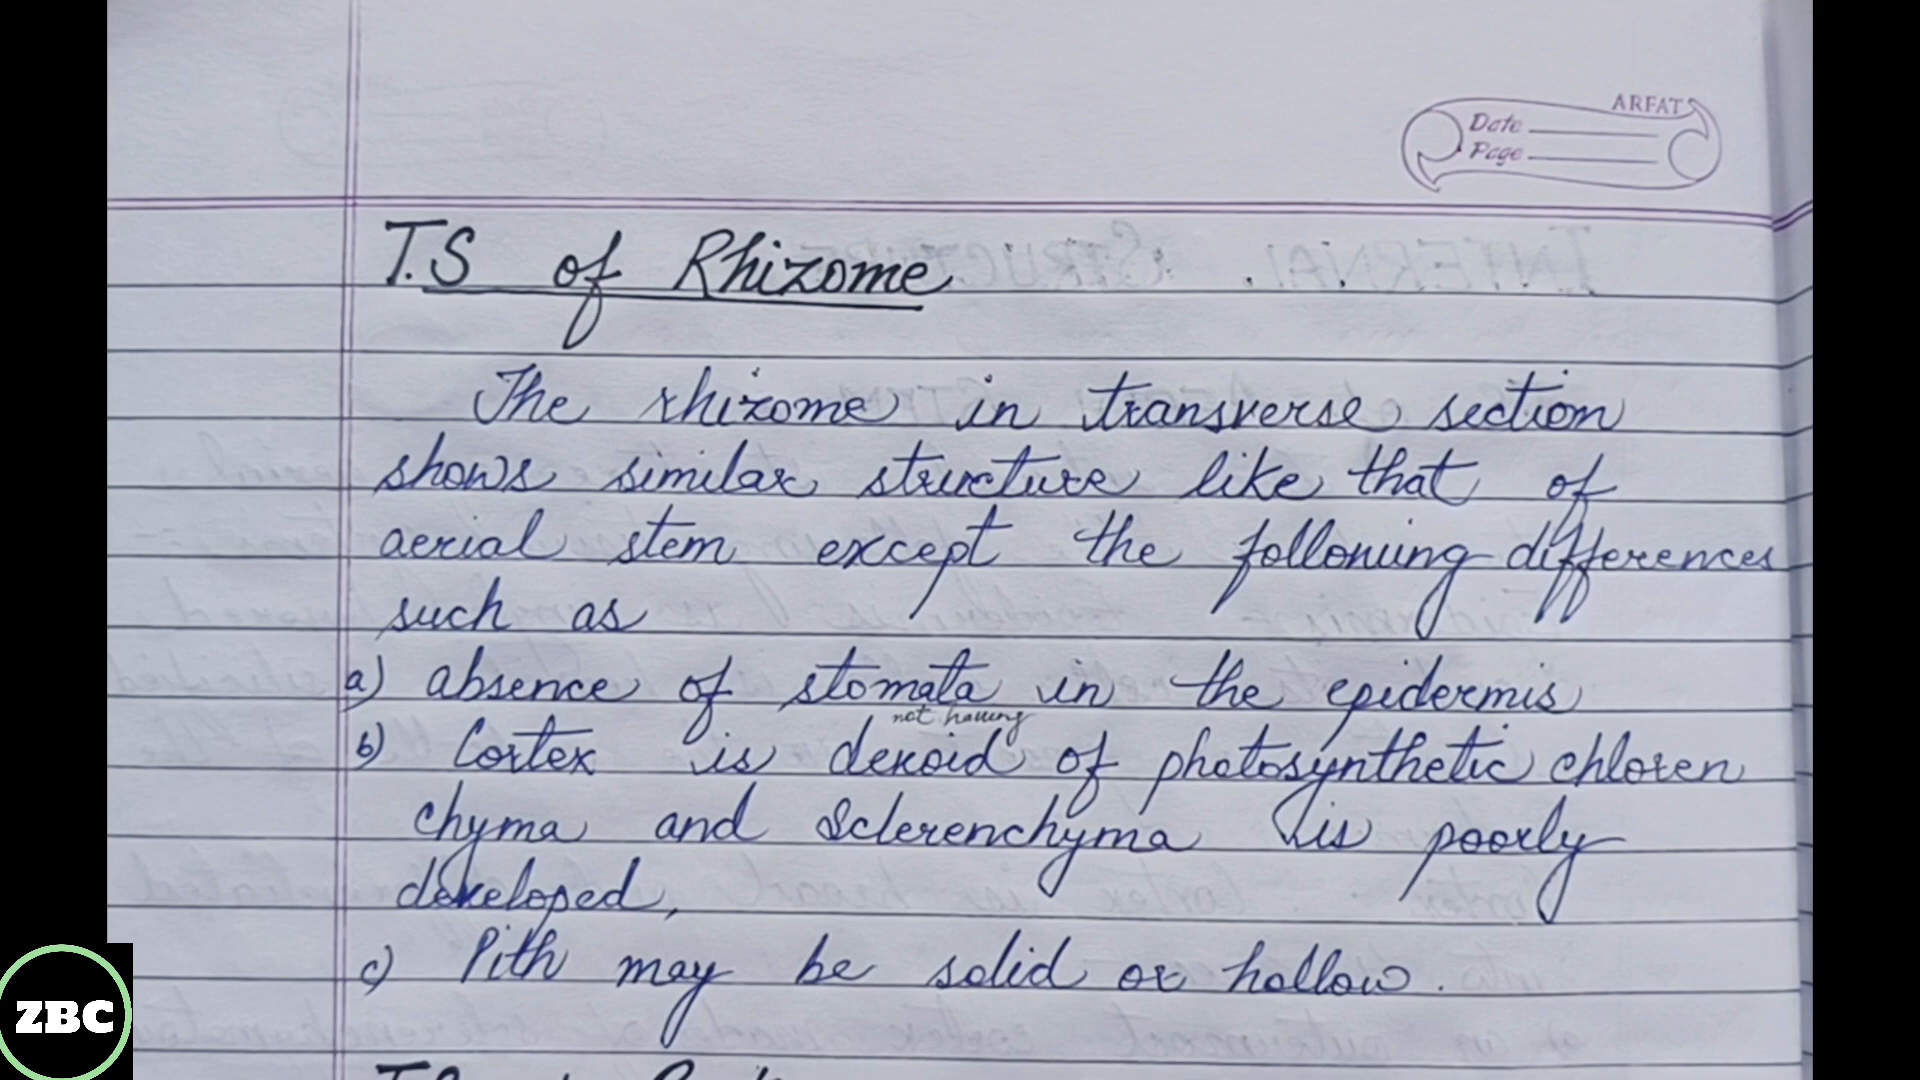 ARFAT
Date
Page
T.S of Rhizome
The rhizome in transverse section
shows similar structure like that of
aerial stem except the following differences
such as
a) absence of stomata in the epidermis
not having
b) Cortex is devoid of photosynthetic chloren
chyma and Sclerenchyma is poorly
developed,
c) Pith may be solid or hollow.
ZBC